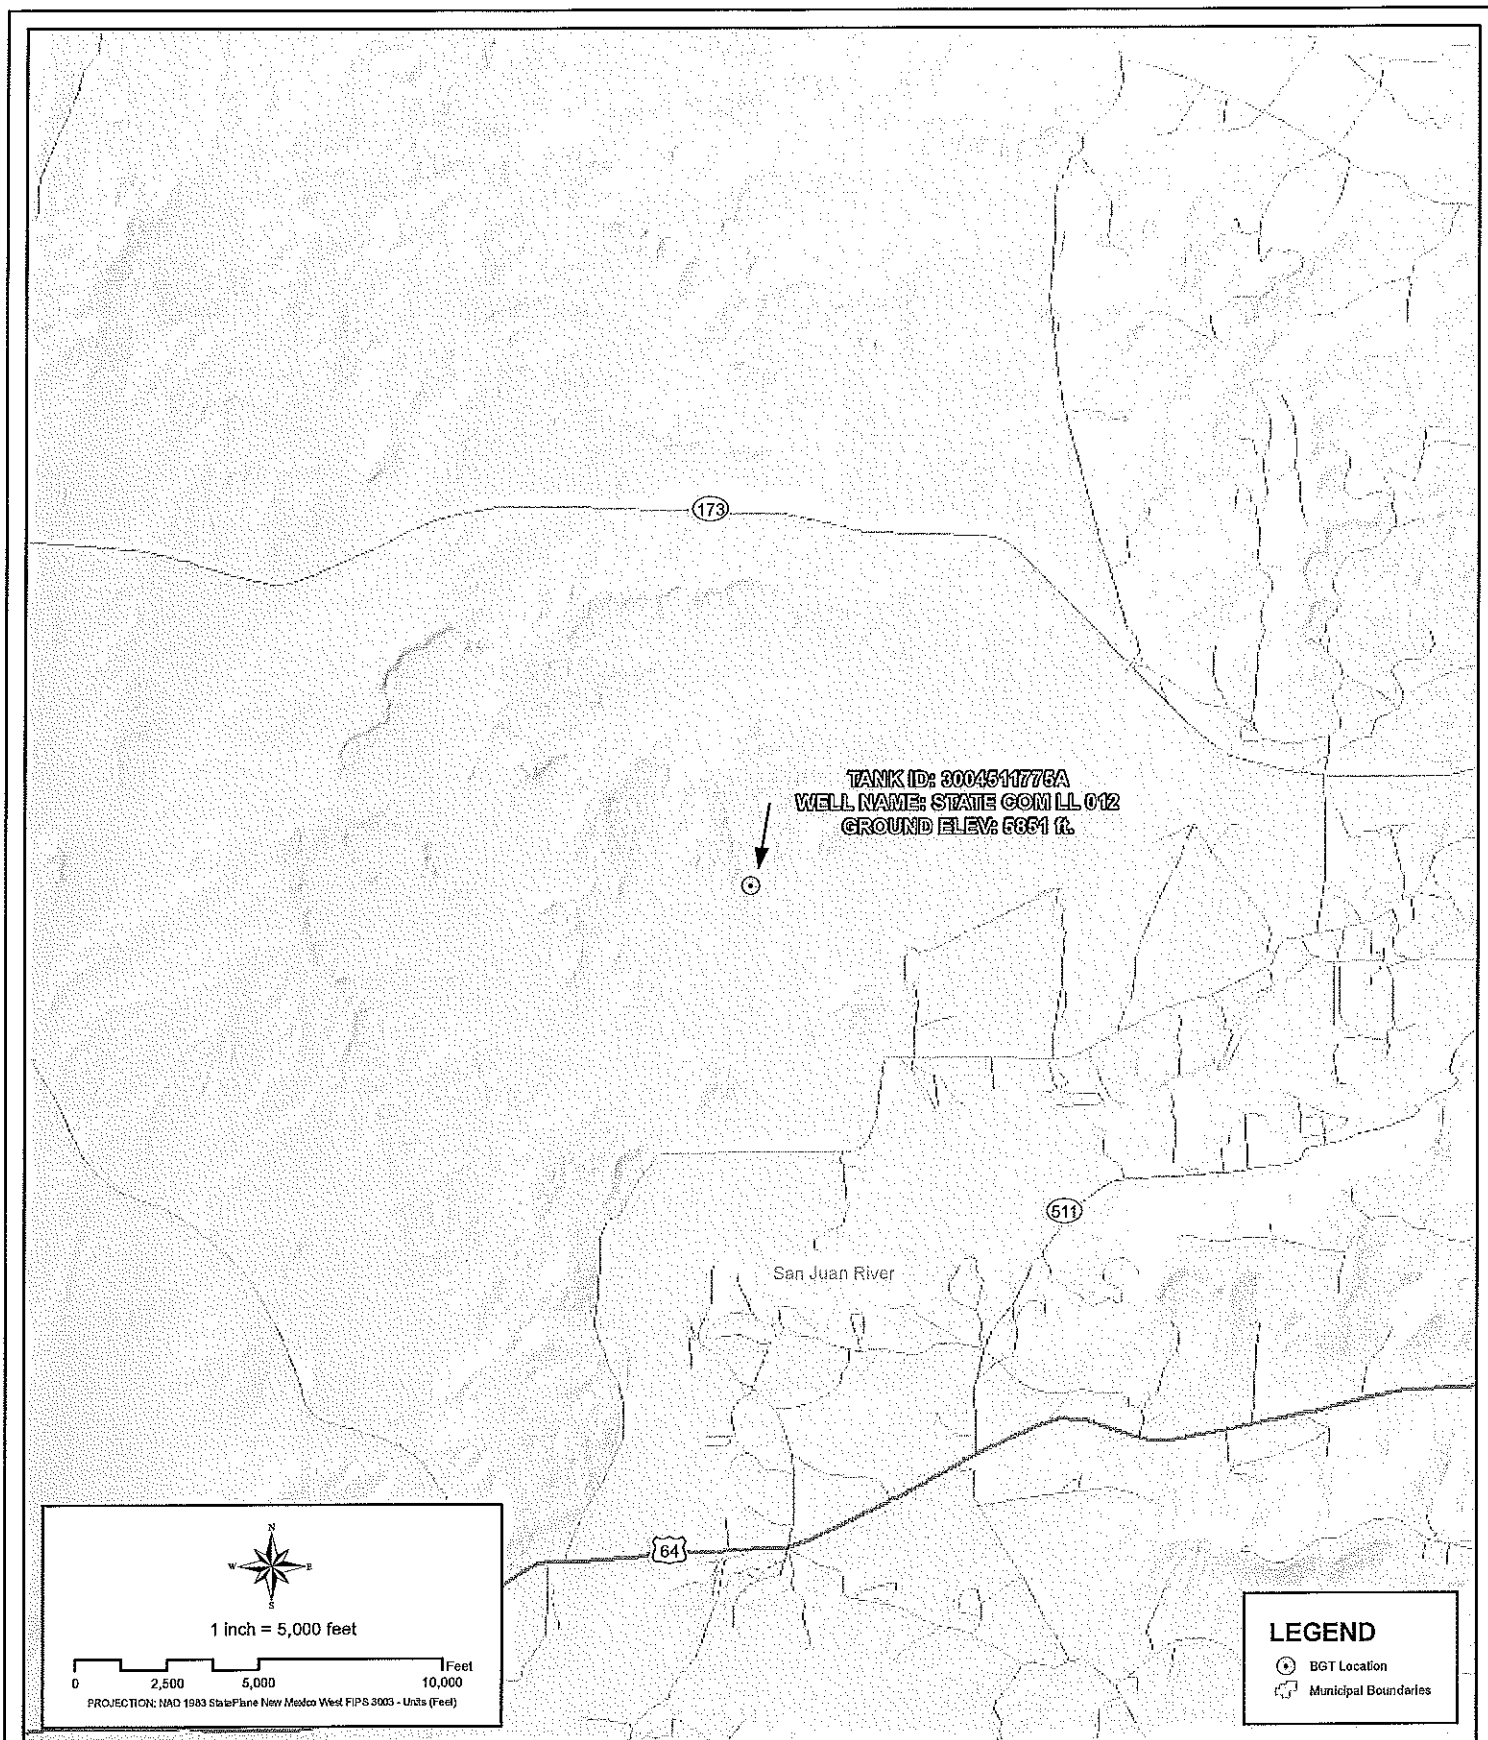 173
TANK ID: 3004511775A
WELL NAME: STATE COM LL 012
GROUND ELEV: 5851 ft.
511
San Juan River
64
N
W E
S
1 inch = 5,000 feet
Feet
0 2,500 5,000 10,000
PROJECTION: NAD 1983 StatePlane New Mexico West FIPS 3003 - Units (Feet)
LEGEND
BGT Location
Municipal Boundaries